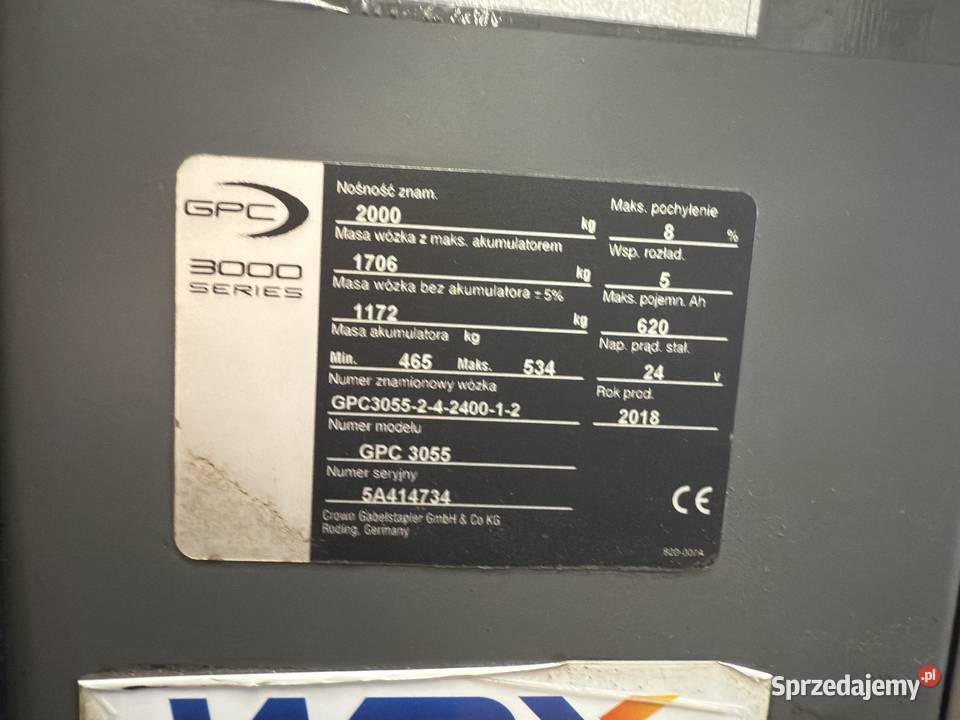 GPC
3000
SERIES
Nośność znam.
2000 kg
Masa wózka z maks. akumulatorem
1706 kg
Masa wózka bez akumulatora ± 5%
1172 kg
Masa akumulatora kg
Min. 465 Maks. 534
Numer znamionowy wózka
GPC3055-2-4-2400-1-2
Numer modelu
GPC 3055
Numer seryjny
5A414734
Crown Gabelstapler GmbH & Co KG
Roding, Germany
Maks. pochylenie
8 %
Wsp. rozład.
5
Maks. pojemn. Ah
620
Nap. prąd. stał.
24 V
Rok prod.
2018
CE
820-007A
Sprzedajemy.pl